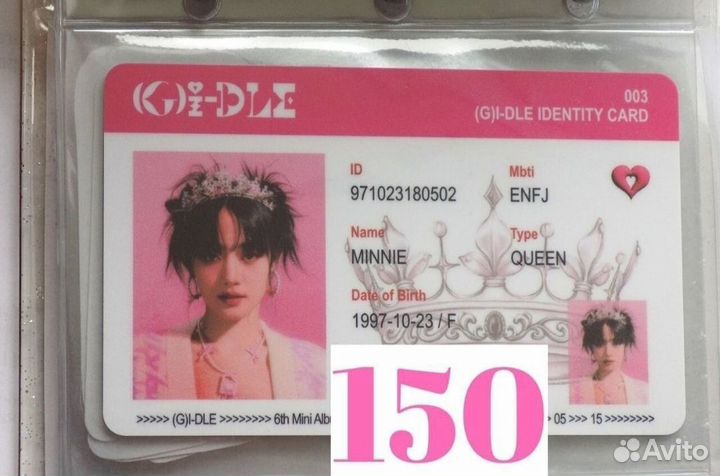 (G)I-DLE
003
(G)I-DLE IDENTITY CARD
ID
971023180502
Mbti
ENFJ
Name
MINNIE
Type
QUEEN
Date of Birth
1997-10-23 / F
>>>>> (G)I-DLE >>>>>>>> 6th Mini
> 05 >>> 15 >>>>>>>>
150
Avito